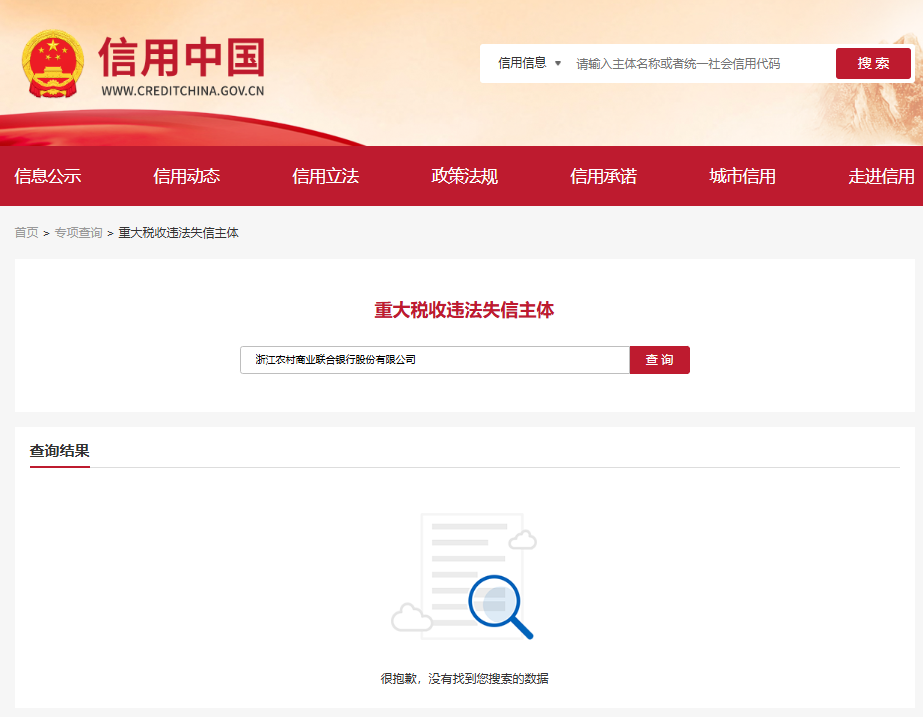 信用中国
WWW.CREDITCHINA.GOV.CN
信用信息 ▼ 请输入主体名称或者统一社会信用代码 搜索
信息公示 信用动态 信用立法 政策法规 信用承诺 城市信用 走进信用
首页 > 专项查询 > 重大税收违法失信主体
重大税收违法失信主体
浙江农村商业联合银行股份有限公司 查询
查询结果
很抱歉，没有找到您搜索的数据